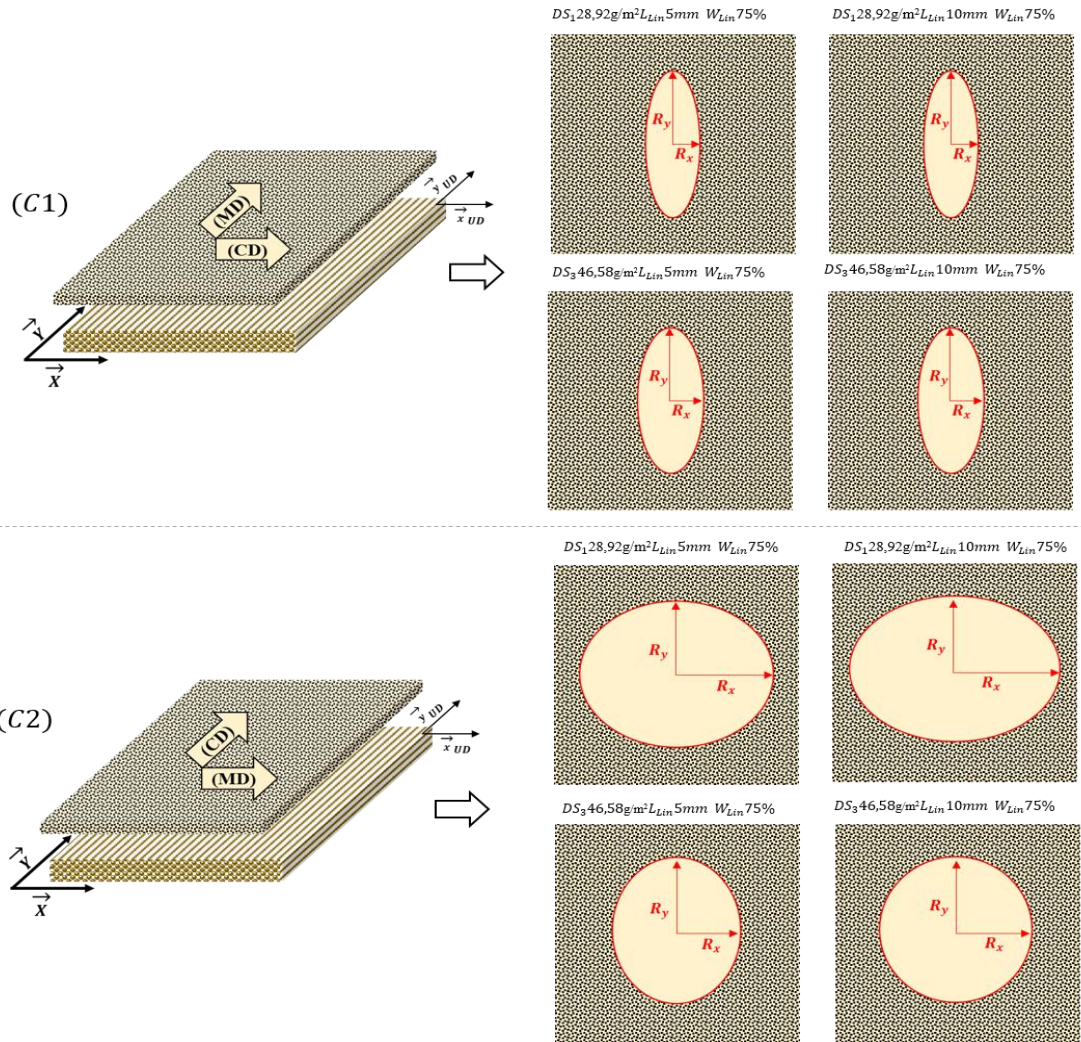 (C1)
(MD)
(CD)
y UD
x UD
Y
X
DS₁28,92g/m²L_Lin5mm W_Lin75%
R_y
R_x
DS₁28,92g/m²L_Lin10mm W_Lin75%
R_y
R_x
DS₃46,58g/m²L_Lin5mm W_Lin75%
R_y
R_x
DS₃46,58g/m²L_Lin10mm W_Lin75%
R_y
R_x
(C2)
(CD)
(MD)
y UD
x UD
Y
X
DS₁28,92g/m²L_Lin5mm W_Lin75%
R_y
R_x
DS₁28,92g/m²L_Lin10mm W_Lin75%
R_y
R_x
DS₃46,58g/m²L_Lin5mm W_Lin75%
R_y
R_x
DS₃46,58g/m²L_Lin10mm W_Lin75%
R_y
R_x